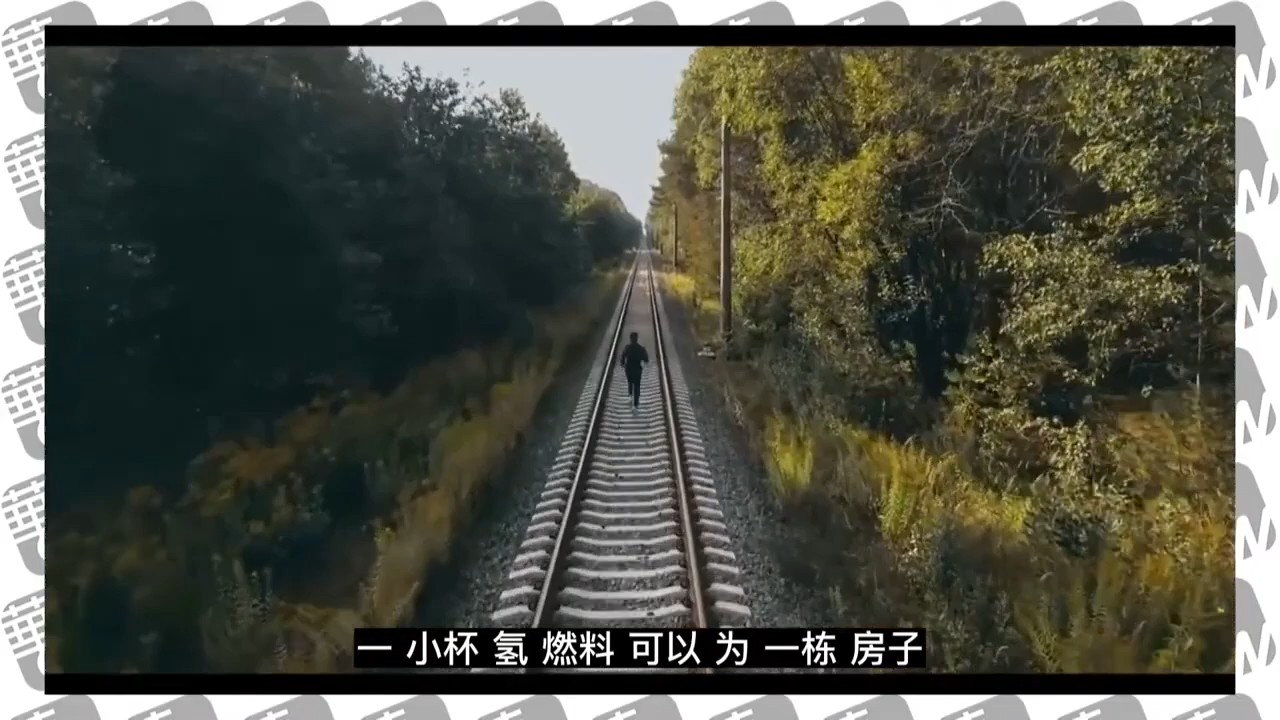 一 小杯 氢 燃料 可以 为 一栋 房子